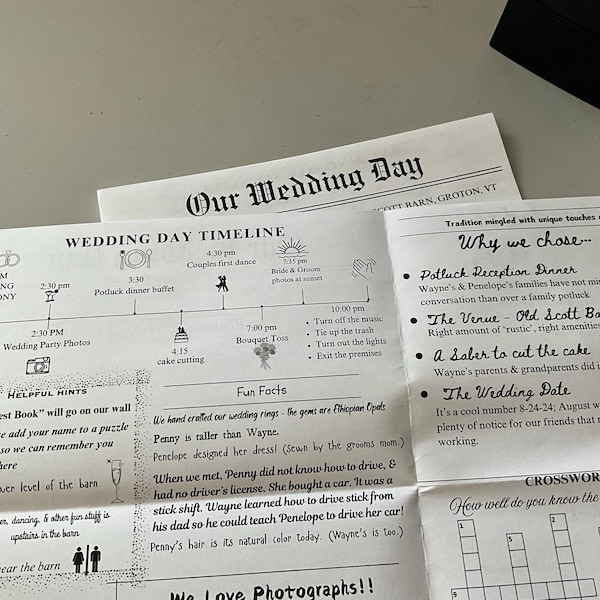 Our Wedding Day
SCOTT BARN, GROTON, VT
WEDDING DAY TIMELINE
2:30 pm
3:30
Potluck dinner buffet
4:30 pm
Couples first dance
7:35 pm
Bride & Groom
photos at sunset
2:30 PM
Wedding Party Photos
4:15
cake cutting
7:00 pm
Bouquet Toss
10:00 pm
• Turn off the music
• Tie up the trash
• Turn out the lights
• Exit the premises
HELPFUL HINTS
Book" will go on our wall
add your name to a puzzle
so we can remember you
here
level of the barn
dancing, & other fun stuff is
upstairs in the barn
near the barn
Fun Facts
We hand crafted our wedding rings - the gems are Ethiopian Opals
Penny is taller than Wayne.
Penelope designed her dress! (Sewn by the grooms mom.)
When we met, Penny did not know how to drive, &
had no driver's license. She bought a car. It was a
stick shift. Wayne learned how to drive stick from
his dad so he could teach Penelope to drive her car!
Penny's hair is its natural color today. (Wayne's is too.)
We Love Photographs!!
Tradition mingled with unique touches
Why we chose...
• Potluck Reception Dinner
Wayne's & Penelope's families have not
conversation than over a family potluck
• The Venue - Old Scott
Right amount of 'rustic', right amenities
• A Saber to cut the cake
Wayne's parents & grandparents did
• The Wedding Date
It's a cool number 8-24-24; August
plenty of notice for our friends that
working.
How well do you know the
1
2
5
9